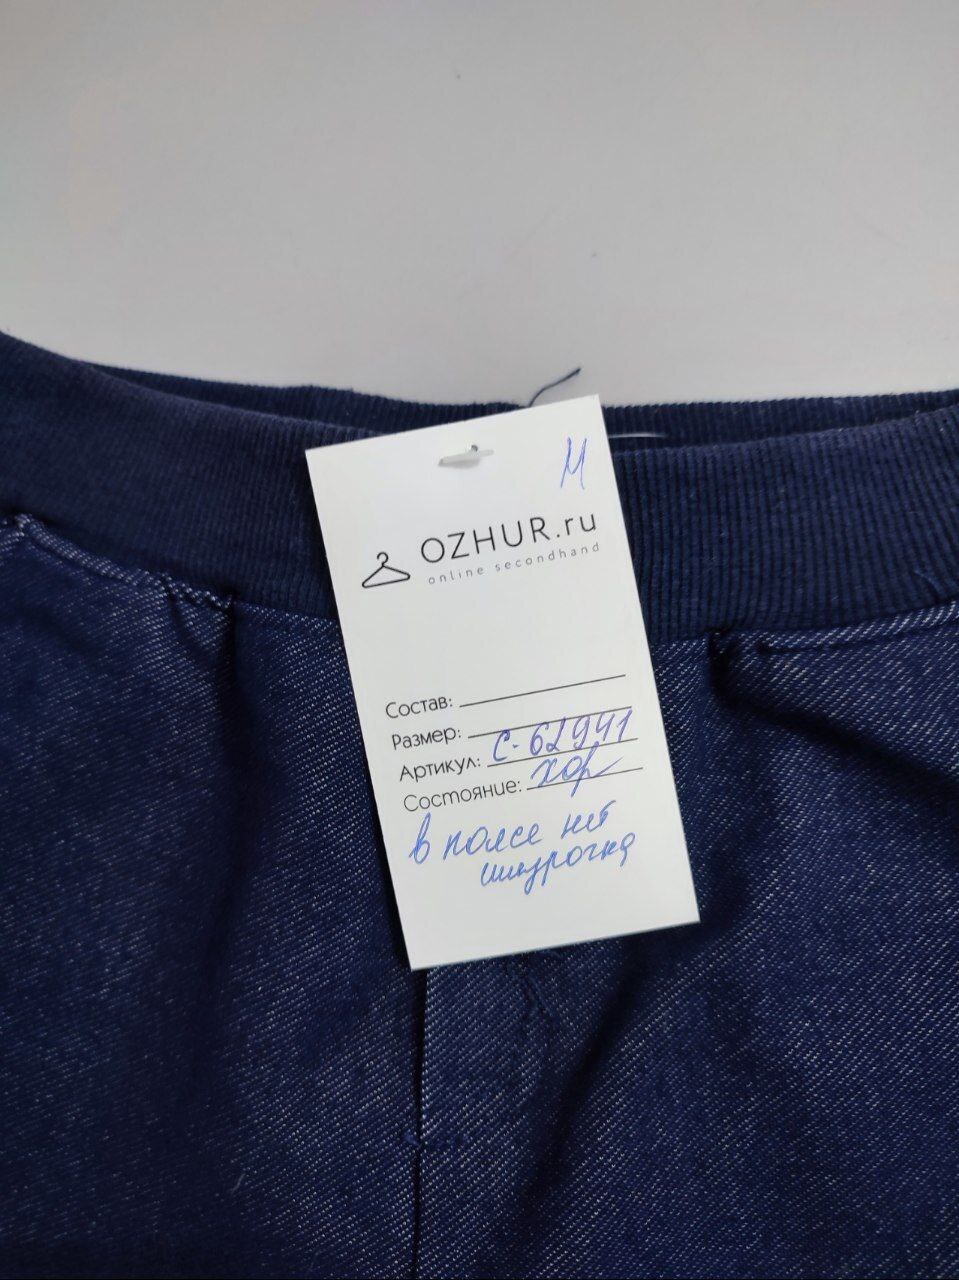 М
OZHUR.ru
online secondhand
Состав:
Размер:
Артикул: С-62941
Состояние: хор
в поясе нет
шнурочка